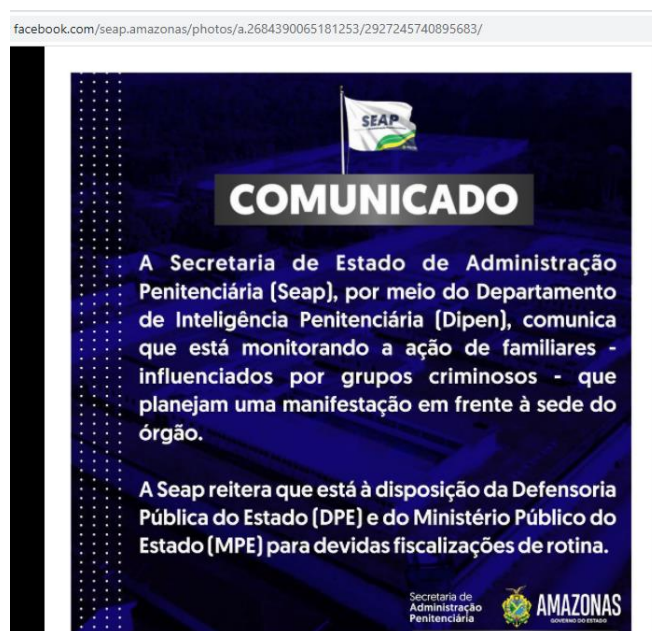 facebook.com/seap.amazonas/photos/a.2684390065181253/2927245740895683/
SEAP
COMUNICADO
A Secretaria de Estado de Administração
Penitenciária (Seap), por meio do Departamento
de Inteligência Penitenciária (Dipen), comunica
que está monitorando a ação de familiares -
influenciados por grupos criminosos - que
planejam uma manifestação em frente à sede do
órgão.
A Seap reitera que está à disposição da Defensoria
Pública do Estado (DPE) e do Ministério Público do
Estado (MPE) para devidas fiscalizações de rotina.
Secretaria de
Administração
Penitenciária
AMAZONAS
GOVERNO DO ESTADO